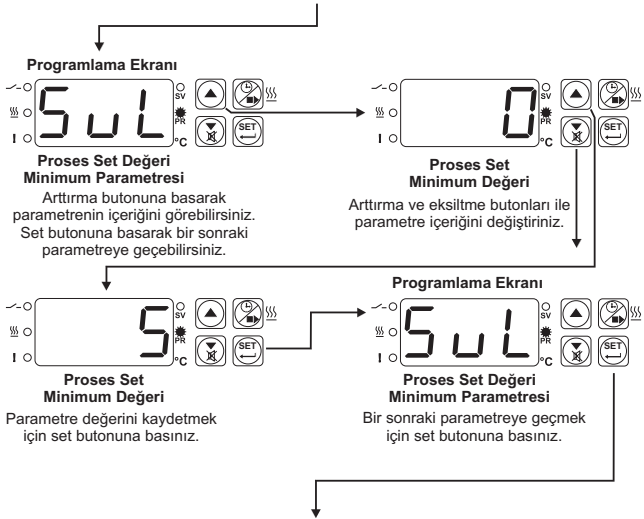 Programlama Ekranı
SuL
SV
PR
°C
SET
Proses Set Değeri
Minimum Parametresi
Arttırma butonuna basarak
parametrenin içeriğini görebilirsiniz.
Set butonuna basarak bir sonraki
parametreye geçebilirsiniz.
0
SV
PR
°C
SET
Proses Set
Minimum Değeri
Arttırma ve eksiltme butonları ile
parametre içeriğini değiştiriniz.
5
SV
PR
°C
SET
Proses Set
Minimum Değeri
Parametre değerini kaydetmek
için set butonuna basınız.
Programlama Ekranı
SuL
SV
PR
°C
SET
Proses Set Değeri
Minimum Parametresi
Bir sonraki parametreye geçmek
için set butonuna basınız.